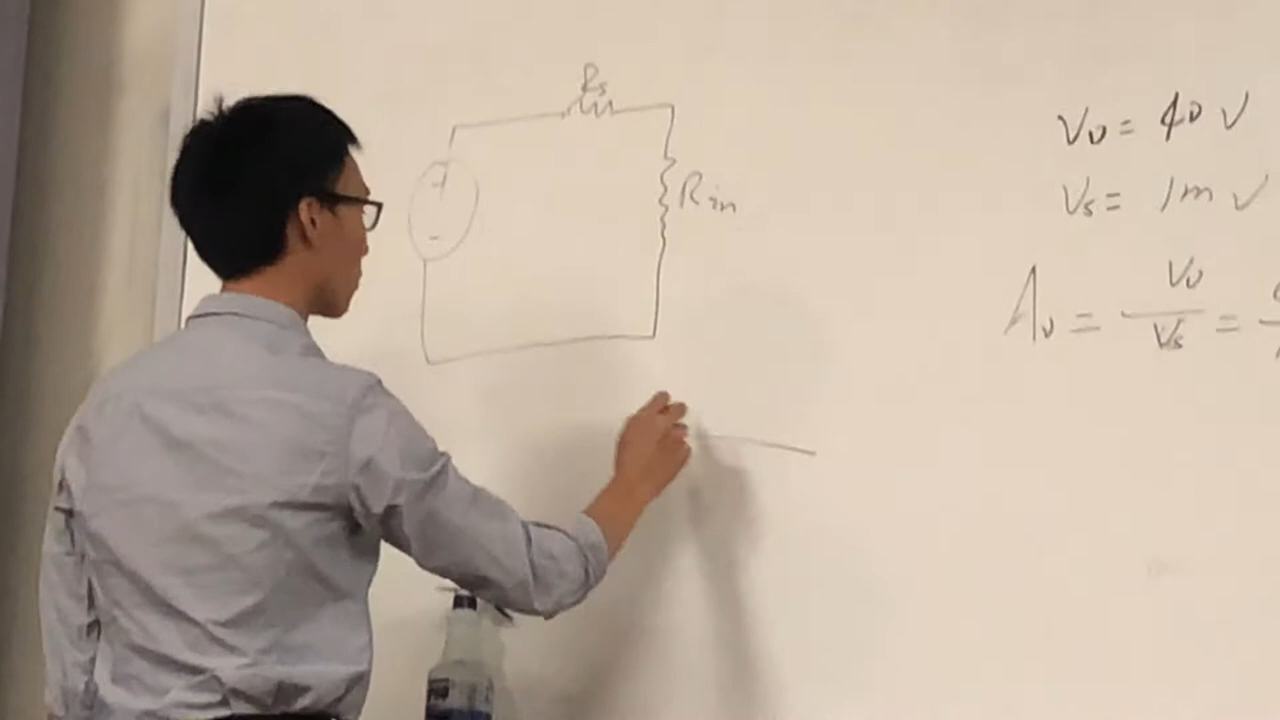 Rs
+
-
Rin
Vo = 40 V
Vs = 1m V
Av = Vo / Vs =